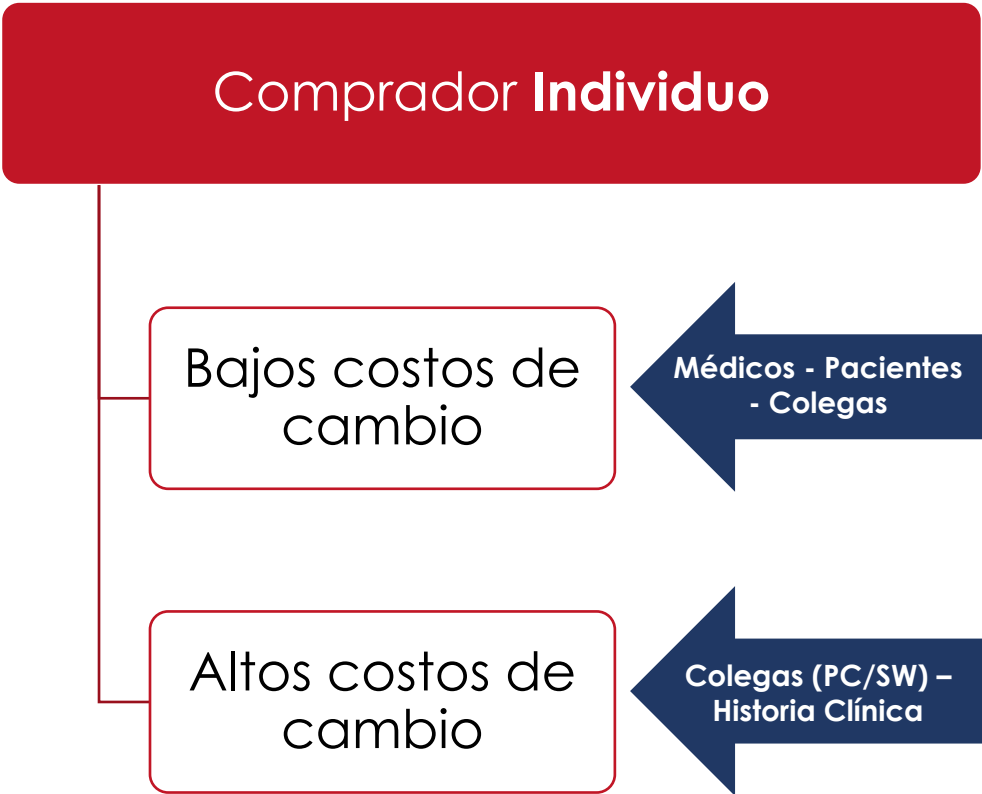 Comprador Individuo
Bajos costos de
cambio
Médicos - Pacientes
- Colegas
Altos costos de
cambio
Colegas (PC/SW) –
Historia Clínica